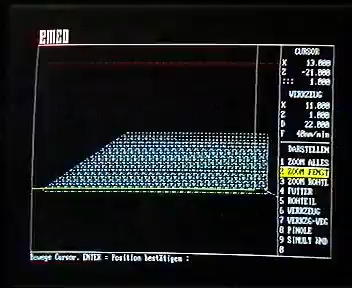 emco
CURSOR
X 13.000
Z -21.000
::: 1.000
WERKZEUG
X 11.000
Z 1.000
D 22.000
F 40mm/min
DARSTELLEN
1 ZOOM ALLES
2 ZOOM FENST
3 ZOOM ROHTL
4 FUTTER
5 ROHTEIL
6 WERKZEUG
7 WERKZG-WEG
8 PINOLE
9 SIMULT
0
Bewege Cursor. ENTER = Position bestätigen :